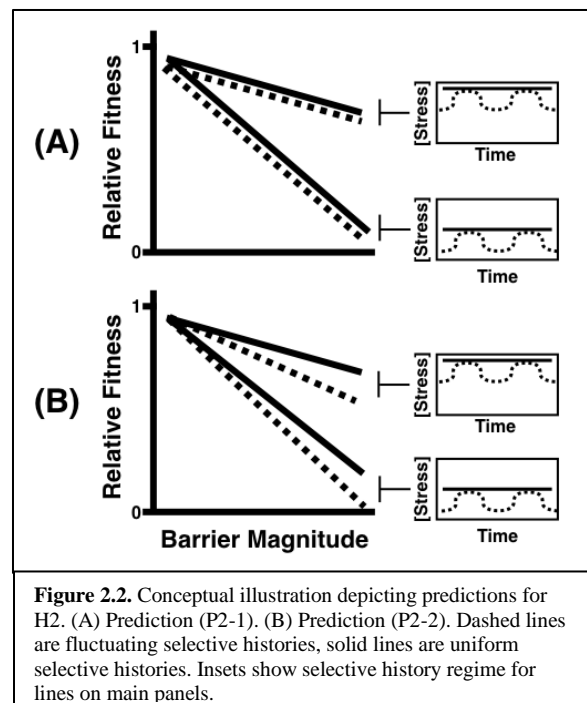 (A)
Relative Fitness
1
0
[Stress]
Time
[Stress]
Time
(B)
Relative Fitness
1
0
Barrier Magnitude
[Stress]
Time
[Stress]
Time
Figure 2.2. Conceptual illustration depicting predictions for
H2. (A) Prediction (P2-1). (B) Prediction (P2-2). Dashed lines
are fluctuating selective histories, solid lines are uniform
selective histories. Insets show selective history regime for
lines on main panels.